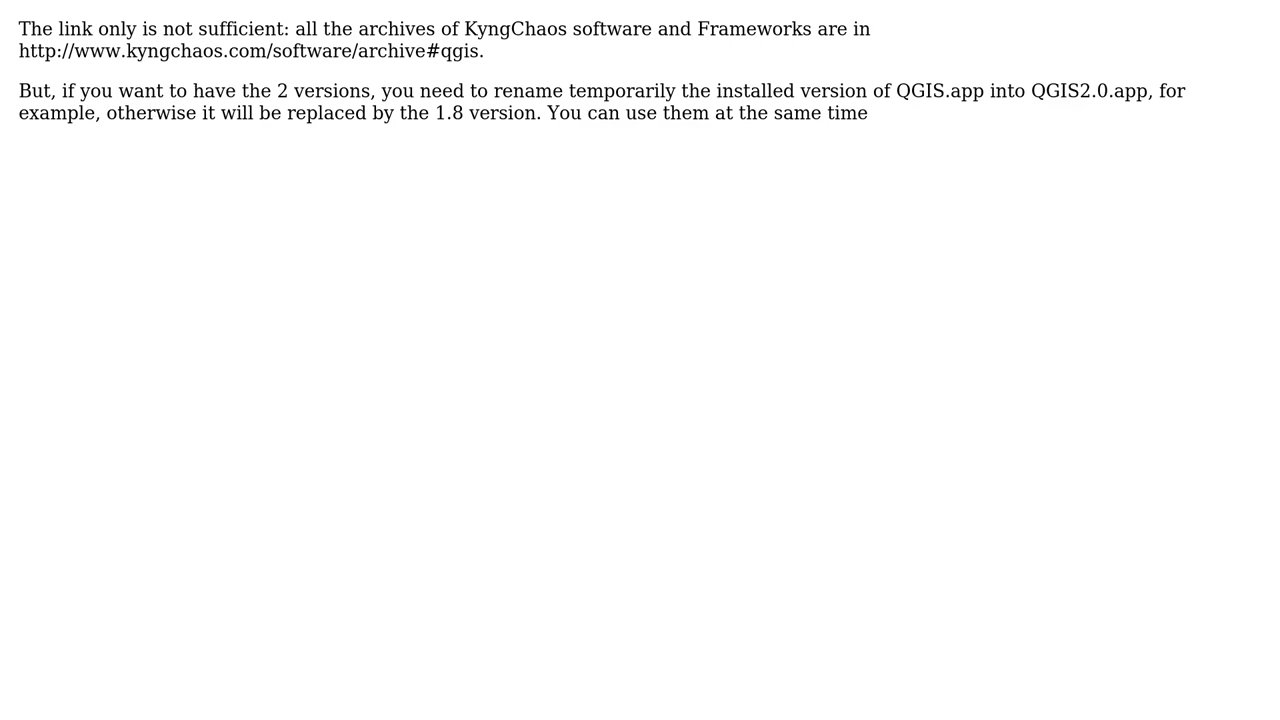 The link only is not sufficient: all the archives of KyngChaos software and Frameworks are in
http://www.kyngchaos.com/software/archive#qgis.
But, if you want to have the 2 versions, you need to rename temporarily the installed version of QGIS.app into QGIS2.0.app, for
example, otherwise it will be replaced by the 1.8 version. You can use them at the same time